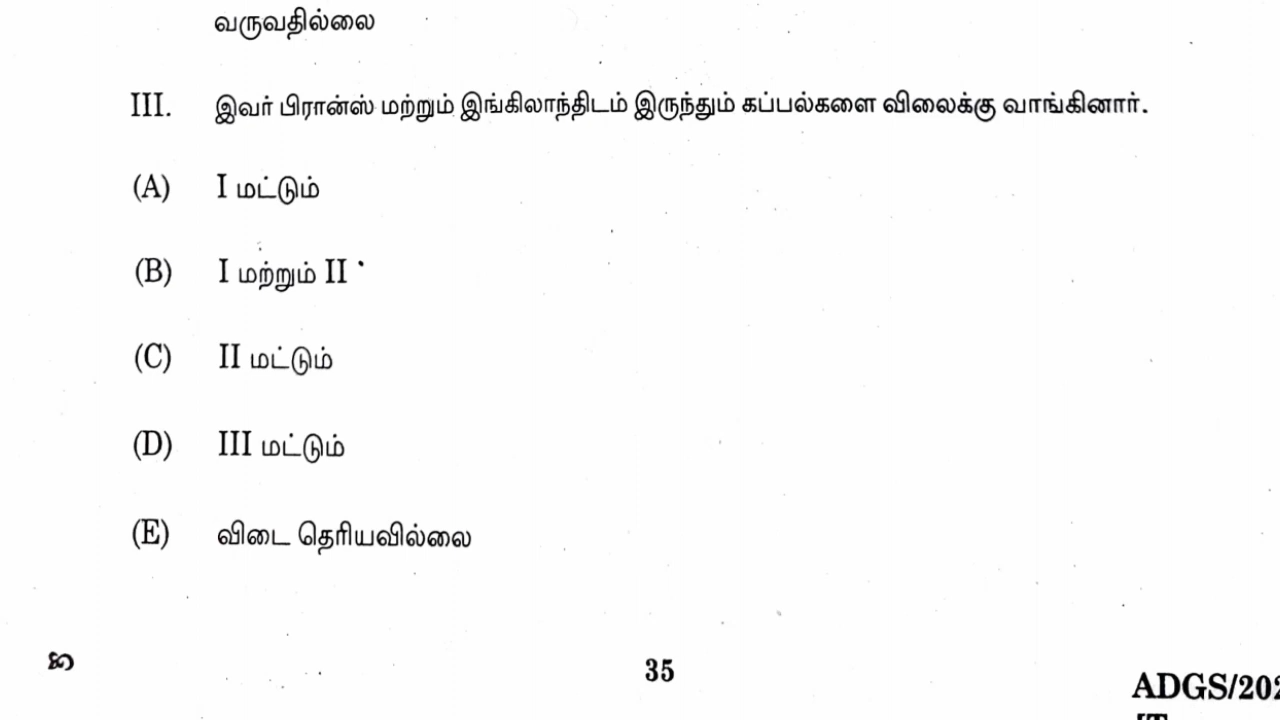 வருவதில்லை
III. இவர் பிரான்ஸ் மற்றும் இங்கிலாந்திடம் இருந்தும் கப்பல்களை விலைக்கு வாங்கினார்.
(A) I மட்டும்
(B) I மற்றும் II
(C) II மட்டும்
(D) III மட்டும்
(E) விடை தெரியவில்லை
35
ADGS/202